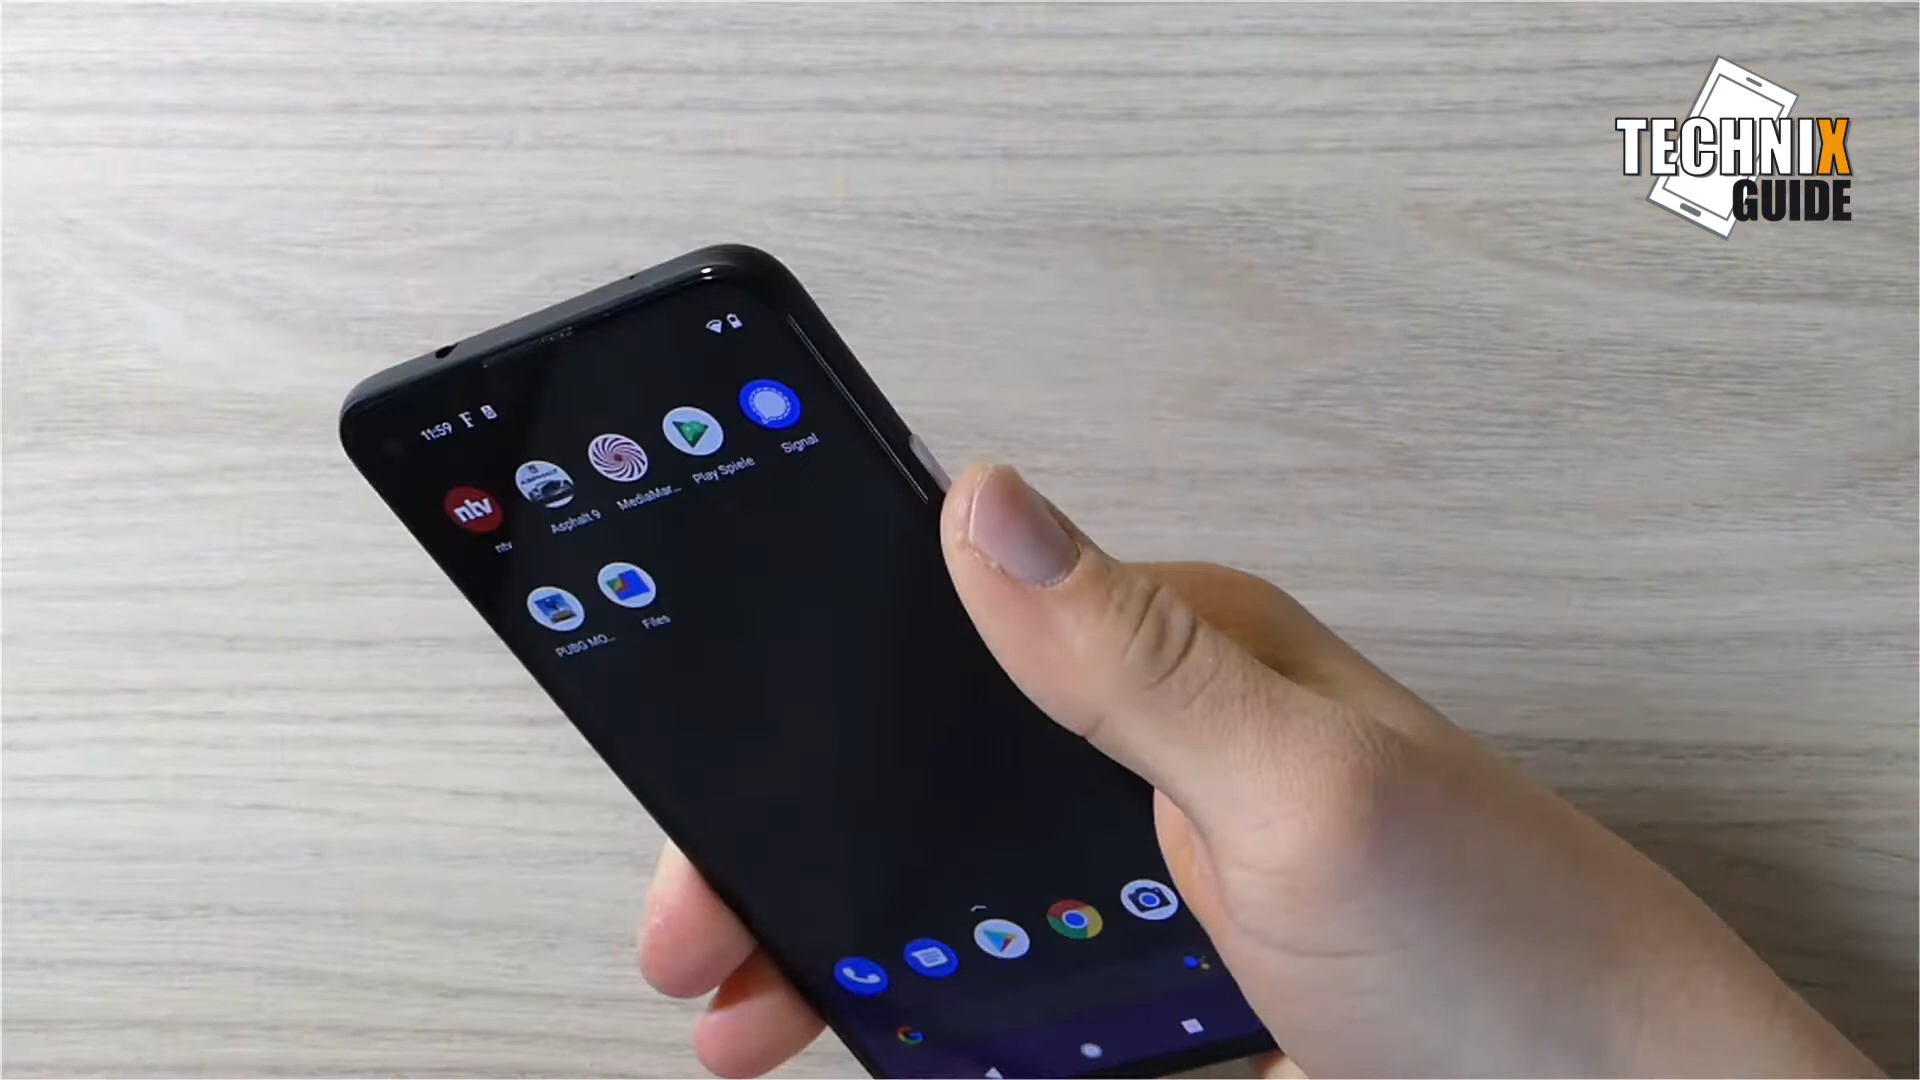 TECHNIX
GUIDE
11:59 F
ntv
ntv
Asphalt 9
MediaMar...
Play Spiele
Signal
PUBG MO...
Files
G